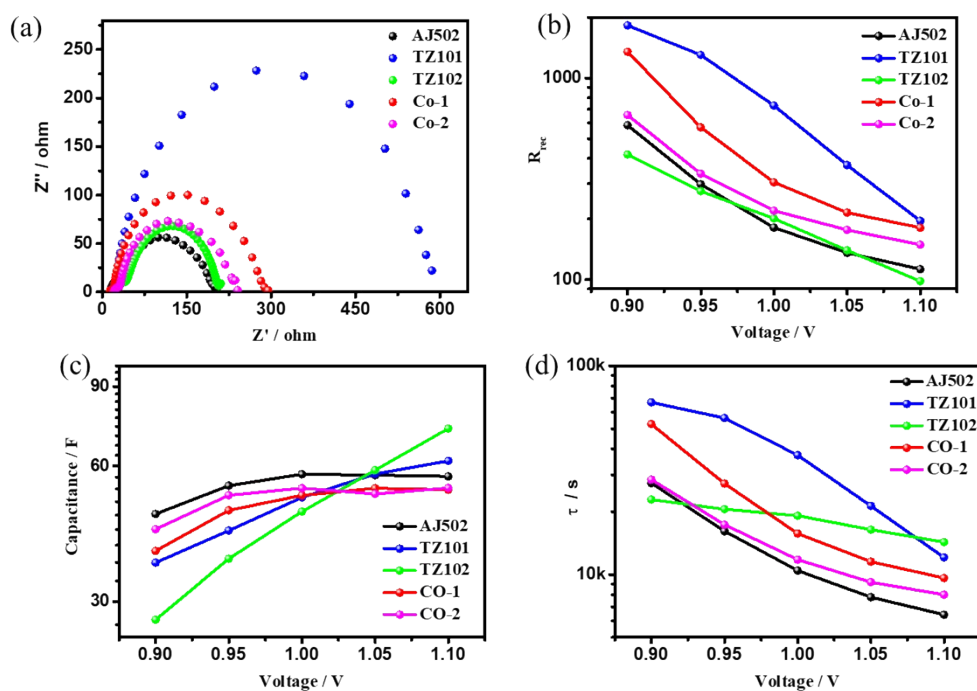 (a)
Z'' / ohm
250
200
150
100
50
0
0
150
300
450
600
Z' / ohm
AJ502
TZ101
TZ102
Co-1
Co-2
(b)
R_rec
1000
100
0.90
0.95
1.00
1.05
1.10
Voltage / V
AJ502
TZ101
TZ102
Co-1
Co-2
(c)
Capacitance / F
90
60
30
0.90
0.95
1.00
1.05
1.10
Voltage / V
AJ502
TZ101
TZ102
CO-1
CO-2
(d)
τ / s
100k
10k
0.90
0.95
1.00
1.05
1.10
Voltage / V
AJ502
TZ101
TZ102
CO-1
CO-2